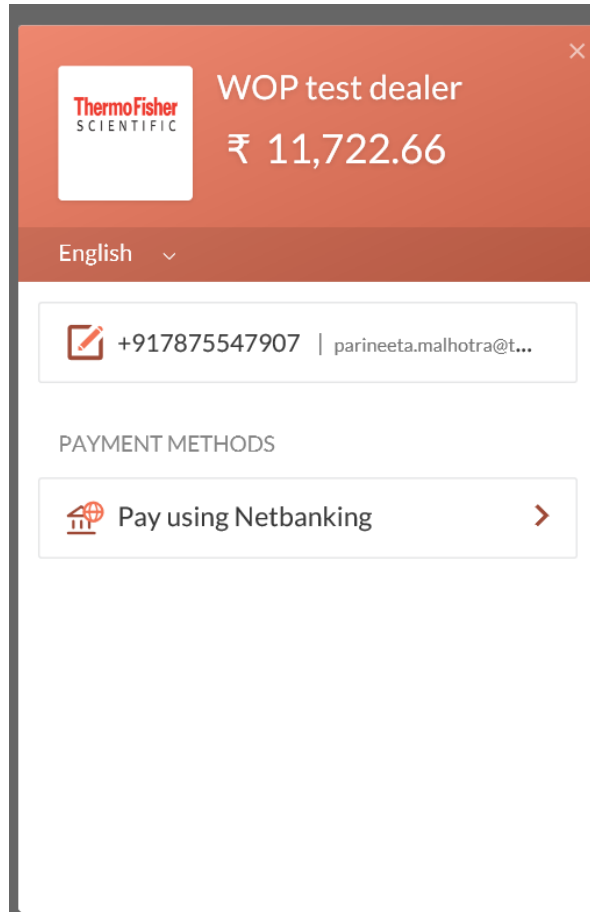 ThermoFisher
SCIENTIFIC
WOP test dealer
₹ 11,722.66
English
+917875547907 | parineeta.malhotra@t...
PAYMENT METHODS
Pay using Netbanking